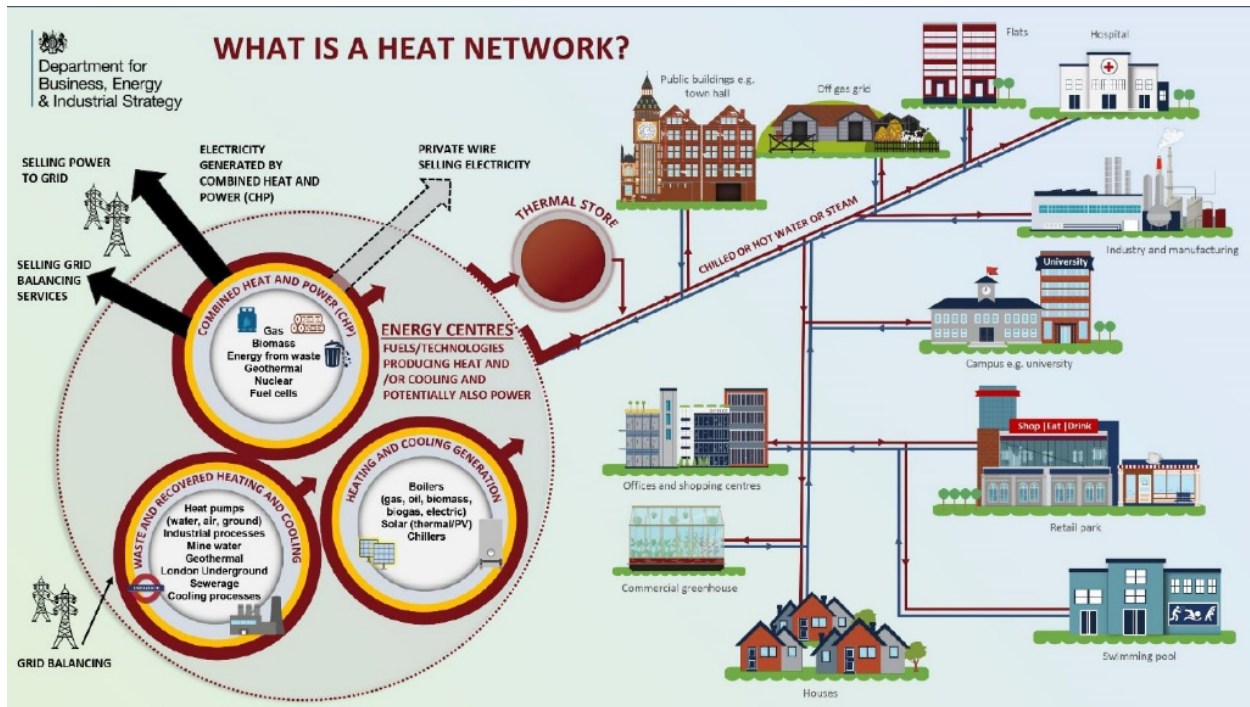 Department for
Business, Energy
& Industrial Strategy
WHAT IS A HEAT NETWORK?
SELLING POWER
TO GRID
ELECTRICITY
GENERATED BY
COMBINED HEAT AND
POWER (CHP)
PRIVATE WIRE
SELLING ELECTRICITY
SELLING GRID
BALANCING
SERVICES
COMBINED HEAT AND POWER (CHP)
Gas
Biomass
Energy from waste
Geothermal
Nuclear
Fuel cells
ENERGY CENTRES
FUELS/TECHNOLOGIES
PRODUCING HEAT AND
/OR COOLING AND
POTENTIALLY ALSO POWER
WASTE AND RECOVERED HEATING AND COOLING
Heat pumps
(water, air, ground)
Industrial processes
Mine water
Geothermal
London Underground
Sewerage
Cooling processes
HEATING AND COOLING GENERATION
Boilers
(gas, oil, biomass,
biogas, electric)
Solar (thermal/PV)
Chillers
GRID BALANCING
THERMAL STORE
CHILLED OR HOT WATER OR STEAM
Public buildings e.g.
town hall
Off gas grid
Flats
Hospital
Industry and manufacturing
University
Campus e.g. university
Offices and shopping centres
Shop|Eat|Drink
Retail park
Commercial greenhouse
Houses
Swimming pool